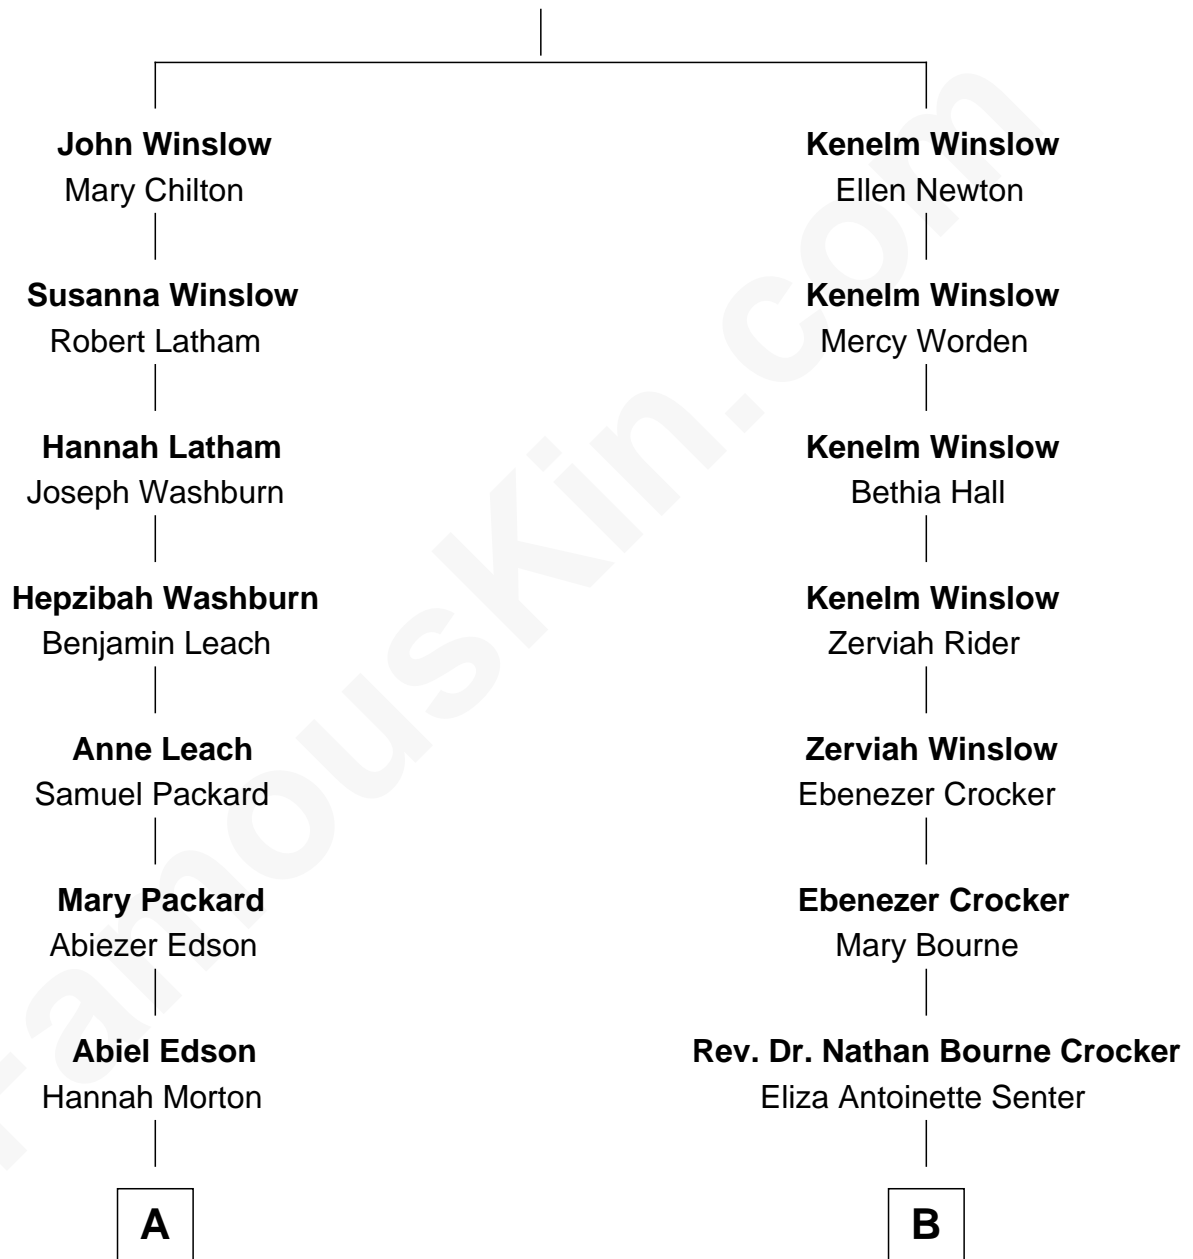 John Winslow
Mary Chilton
Susanna Winslow
Robert Latham
Hannah Latham
Joseph Washburn
Hepzibah Washburn
Benjamin Leach
Anne Leach
Samuel Packard
Mary Packard
Abiezer Edson
Abiel Edson
Hannah Morton
A
Kenelm Winslow
Ellen Newton
Kenelm Winslow
Mercy Worden
Kenelm Winslow
Bethia Hall
Kenelm Winslow
Zerviah Rider
Zerviah Winslow
Ebenezer Crocker
Ebenezer Crocker
Mary Bourne
Rev. Dr. Nathan Bourne Crocker
Eliza Antoinette Senter
B
FamousKin.com